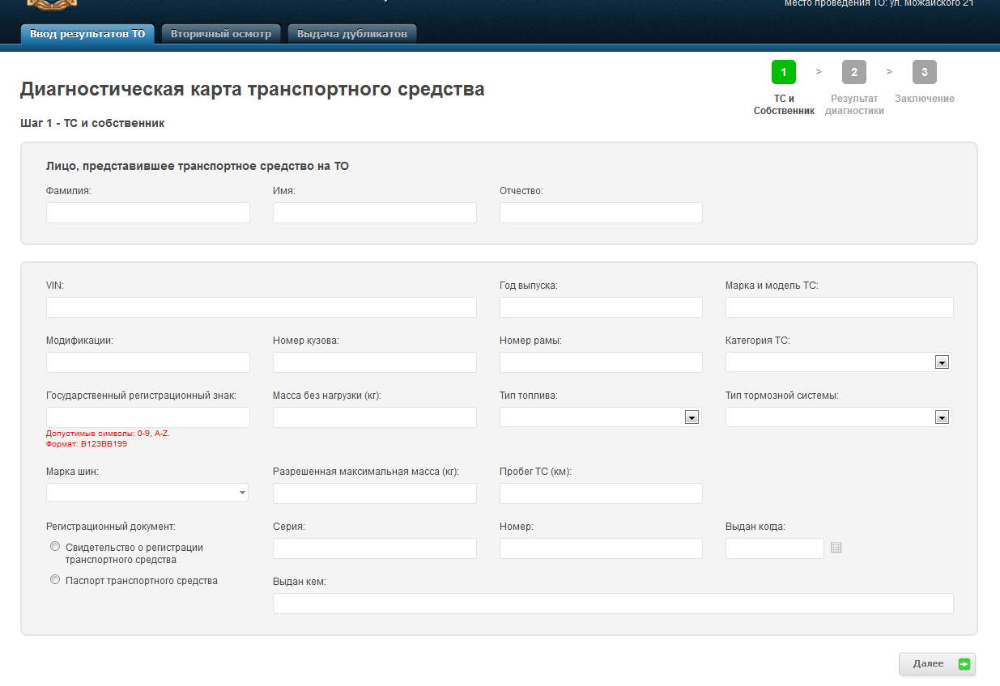 Место проведения ТО: ул. Можайского 21
Ввод результатов ТО Вторичный осмотр Выдача дубликатов
1 > 2 > 3
ТС и Собственник Результат диагностики Заключение
Диагностическая карта транспортного средства
Шаг 1 - ТС и собственник
Лицо, представившее транспортное средство на ТО
Фамилия: Имя: Отчество:
VIN: Год выпуска: Марка и модель ТС:
Модификации: Номер кузова: Номер рамы: Категория ТС:
Государственный регистрационный знак: Масса без нагрузки (кг): Тип топлива: Тип тормозной системы:
Допустимые символы: 0-9, A-Z.
Формат: B123BB199
Марка шин: Разрешенная максимальная масса (кг): Пробег ТС (км):
Регистрационный документ: Серия: Номер: Выдан когда:
Свидетельство о регистрации
транспортного средства
Паспорт транспортного средства Выдан кем:
Далее